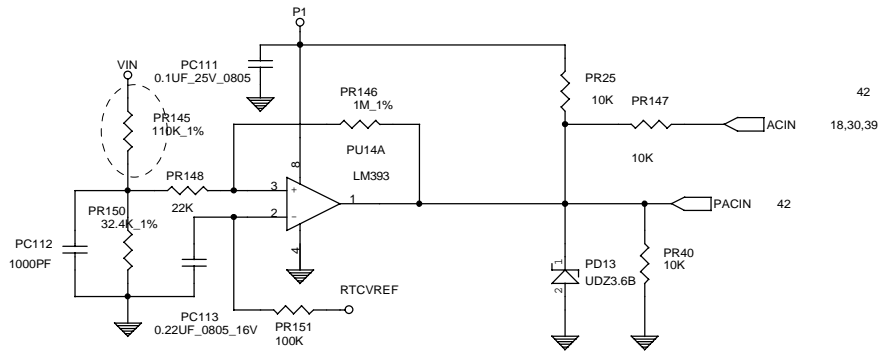 P1
VIN
PC111
0.1UF_25V_0805
PR146
1M_1%
PR25
10K
42
PR145
110K_1%
PR147
ACIN
18,30,39
PU14A
8
LM393
10K
PR148
3
+
1
PR150
32.4K_1%
22K
2
−
PACIN
42
PC112
1000PF
4
PR40
10K
1
PD13
UDZ3.6B
2
RTCVREF
PC113
0.22UF_0805_16V
PR151
100K